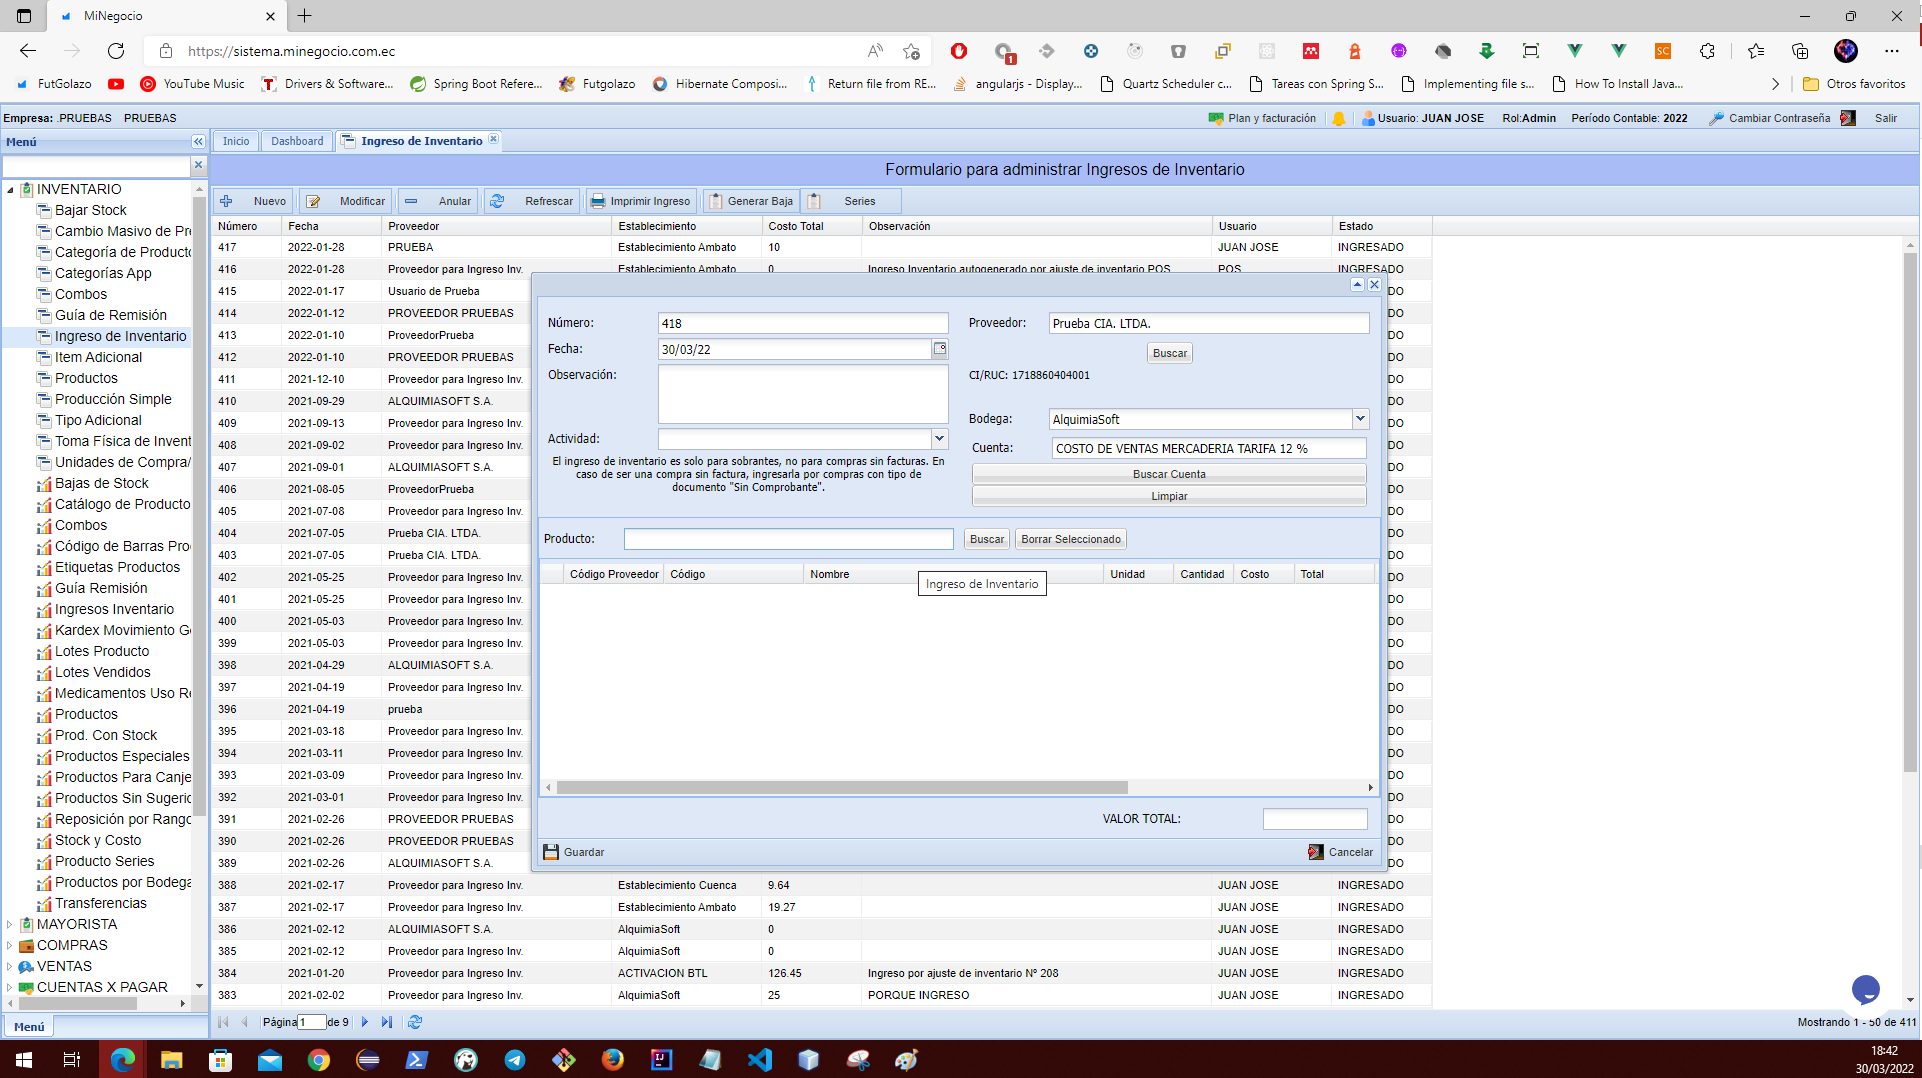 MiNegocio
https://sistema.minegocio.com.ec
FutGolazo
YouTube Music
Drivers & Software...
Spring Boot Refere...
Futgolazo
Hibernate Composi...
Return file from RE...
angularjs - Display...
Quartz Scheduler c...
Tareas con Spring S...
Implementing file s...
How To Install Java...
Otros favoritos
Empresa: .PRUEBAS PRUEBAS
Plan y facturación
Usuario: JUAN JOSE
Rol:Admin
Período Contable: 2022
Cambiar Contraseña
Salir
Menú
Inicio
Dashboard
Ingreso de Inventario
Formulario para administrar Ingresos de Inventario
INVENTARIO
Bajar Stock
Cambio Masivo de Pr
Categoría de Product
Categorías App
Combos
Guía de Remisión
Ingreso de Inventario
Item Adicional
Productos
Producción Simple
Tipo Adicional
Toma Física de Invent
Unidades de Compra/
Bajas de Stock
Catálogo de Producto
Combos
Código de Barras Pro
Etiquetas Productos
Guía Remisión
Ingresos Inventario
Kardex Movimiento G
Lotes Producto
Lotes Vendidos
Medicamentos Uso R
Productos
Prod. Con Stock
Productos Especiales
Productos Para Canje
Productos Sin Sugeri
Reposición por Rango
Stock y Costo
Producto Series
Productos por Bodega
Transferencias
MAYORISTA
COMPRAS
VENTAS
CUENTAS X PAGAR
Menú
Nuevo Modificar Anular Refrescar Imprimir Ingreso Generar Baja Series
Número Fecha Proveedor Establecimiento Costo Total Observación Usuario Estado
417 2022-01-28 PRUEBA Establecimiento Ambato 10 JUAN JOSE INGRESADO
416 2022-01-28 Proveedor para Ingreso Inv. Establecimiento Ambato 0 Ingreso Inventario autogenerado por ajuste de inventario POS POS INGRESADO
415 2022-01-17 Usuario de Prueba DO
414 2022-01-12 PROVEEDOR PRUEBAS DO
413 2022-01-10 ProveedorPrueba DO
412 2022-01-10 PROVEEDOR PRUEBAS DO
411 2021-12-10 Proveedor para Ingreso Inv. DO
410 2021-09-29 ALQUIMIASOFT S.A. DO
409 2021-09-13 Proveedor para Ingreso Inv. DO
408 2021-09-02 Proveedor para Ingreso Inv. DO
407 2021-09-01 ALQUIMIASOFT S.A. DO
406 2021-08-05 ProveedorPrueba DO
405 2021-07-08 Proveedor para Ingreso Inv. DO
404 2021-07-05 Prueba CIA. LTDA. DO
403 2021-07-05 Prueba CIA. LTDA. DO
402 2021-05-25 Proveedor para Ingreso Inv. DO
401 2021-05-25 Proveedor para Ingreso Inv. DO
400 2021-05-03 Proveedor para Ingreso Inv. DO
399 2021-05-03 Proveedor para Ingreso Inv. DO
398 2021-04-29 ALQUIMIASOFT S.A. DO
397 2021-04-19 Proveedor para Ingreso Inv. DO
396 2021-04-19 prueba DO
395 2021-03-18 Proveedor para Ingreso Inv. DO
394 2021-03-11 Proveedor para Ingreso Inv. DO
393 2021-03-09 Proveedor para Ingreso Inv. DO
392 2021-03-01 Proveedor para Ingreso Inv. DO
391 2021-02-26 PROVEEDOR PRUEBAS DO
390 2021-02-26 PROVEEDOR PRUEBAS DO
389 2021-02-26 ALQUIMIASOFT S.A. DO
388 2021-02-17 Proveedor para Ingreso Inv. Establecimiento Cuenca 9.64 JUAN JOSE INGRESADO
387 2021-02-17 Proveedor para Ingreso Inv. Establecimiento Ambato 19.27 JUAN JOSE INGRESADO
386 2021-02-12 ALQUIMIASOFT S.A. AlquimiaSoft 0 JUAN JOSE INGRESADO
385 2021-02-12 Proveedor para Ingreso Inv. AlquimiaSoft 0 JUAN JOSE INGRESADO
384 2021-01-20 Proveedor para Ingreso Inv. ACTIVACION BTL 126.45 Ingreso por ajuste de inventario Nº 208 JUAN JOSE INGRESADO
383 2021-02-02 Proveedor para Ingreso Inv. AlquimiaSoft 25 PORQUE INGRESO JUAN JOSE INGRESADO
Número: 418
Fecha: 30/03/22
Observación:
Actividad:
El ingreso de inventario es solo para sobrantes, no para compras sin facturas. En
caso de ser una compra sin factura, ingresarla por compras con tipo de
documento "Sin Comprobante".
Proveedor: Prueba CIA. LTDA.
Buscar
CI/RUC: 1718860404001
Bodega: AlquimiaSoft
Cuenta: COSTO DE VENTAS MERCADERIA TARIFA 12 %
Buscar Cuenta
Limpiar
Producto: Buscar Borrar Seleccionado
Código Proveedor Código Nombre Unidad Cantidad Costo Total
Ingreso de Inventario
VALOR TOTAL:
Guardar Cancelar
Página 1 de 9
Mostrando 1 - 50 de 411
18:42
30/03/2022